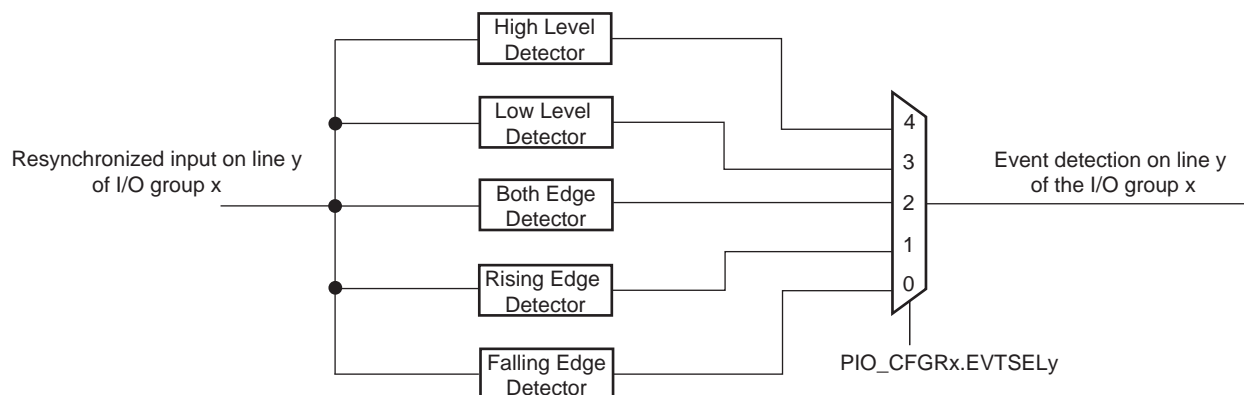 High Level
Detector
Low Level
Detector
Resynchronized input on line y
of I/O group x
Both Edge
Detector
Rising Edge
Detector
Falling Edge
Detector
4
3
2
1
0
Event detection on line y
of the I/O group x
PIO_CFGRx.EVTSELy